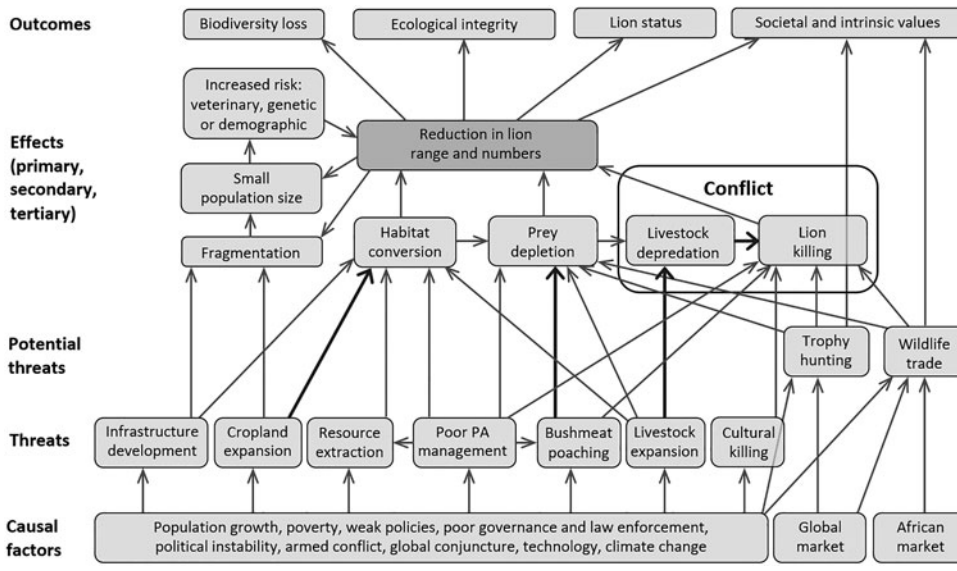 Outcomes
Biodiversity loss
Ecological integrity
Lion status
Societal and intrinsic values
Effects
(primary,
secondary,
tertiary)
Increased risk:
veterinary, genetic
or demographic
Reduction in lion
range and numbers
Small
population size
Conflict
Fragmentation
Habitat
conversion
Prey
depletion
Livestock
depredation
Lion
killing
Potential
threats
Trophy
hunting
Wildlife
trade
Threats
Infrastructure
development
Cropland
expansion
Resource
extraction
Poor PA
management
Bushmeat
poaching
Livestock
expansion
Cultural
killing
Causal
factors
Population growth, poverty, weak policies, poor governance and law enforcement,
political instability, armed conflict, global conjuncture, technology, climate change
Global
market
African
market